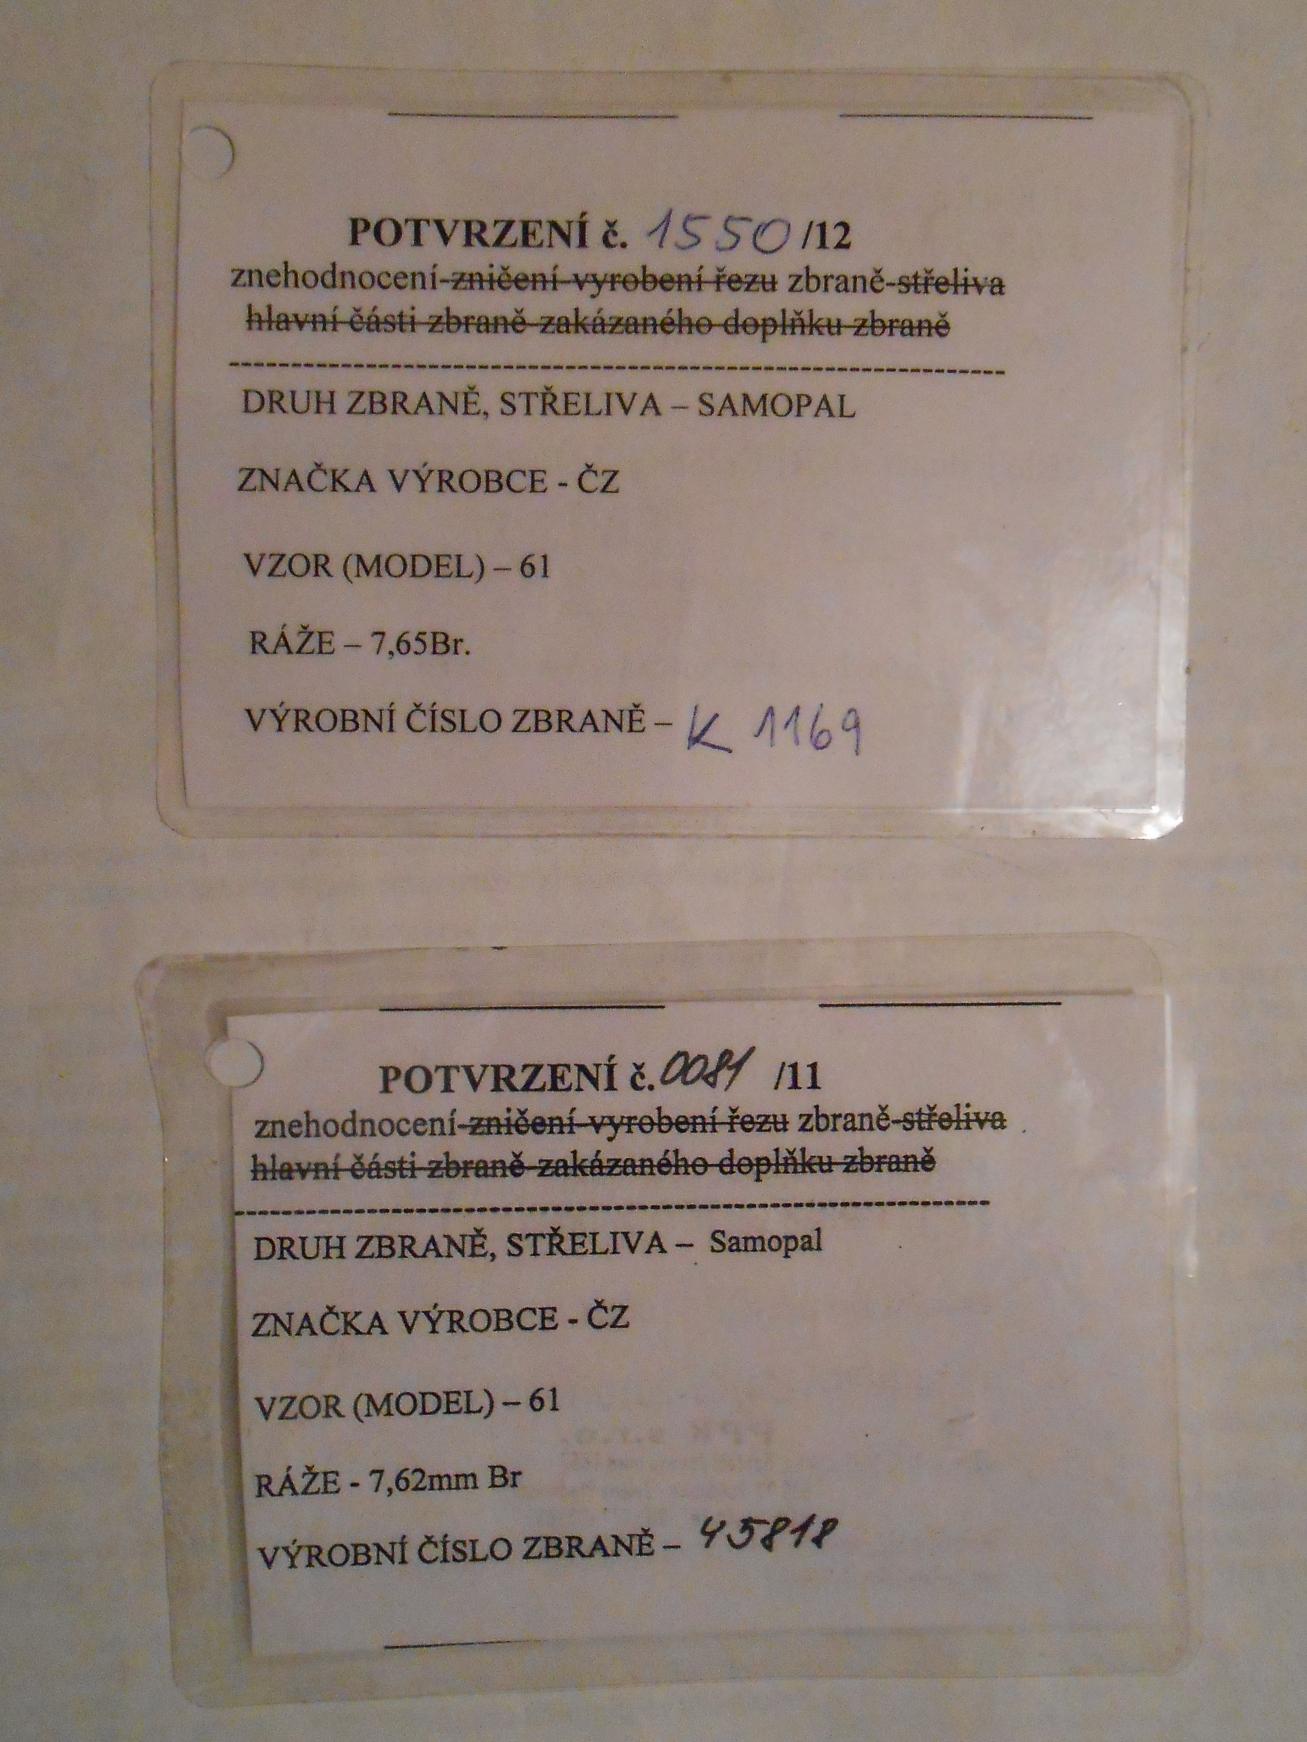 POTVRZENÍ č. 1550 /12
znehodnocení-zničení-vyrobení řezu zbraně-střeliva
hlavní části zbraně-zakázaného doplňku zbraně
--------------------------------------------------------------
DRUH ZBRANĚ, STŘELIVA – SAMOPAL
ZNAČKA VÝROBCE - ČZ
VZOR (MODEL) – 61
RÁŽE – 7,65Br.
VÝROBNÍ ČÍSLO ZBRANĚ – K 1169
POTVRZENÍ č. 0081 /11
znehodnocení-zničení-vyrobení řezu zbraně-střeliva
hlavní části zbraně-zakázaného doplňku zbraně
--------------------------------------------------------------
DRUH ZBRANĚ, STŘELIVA – Samopal
ZNAČKA VÝROBCE - ČZ
VZOR (MODEL) – 61
RÁŽE - 7,62mm Br
VÝROBNÍ ČÍSLO ZBRANĚ – 45818